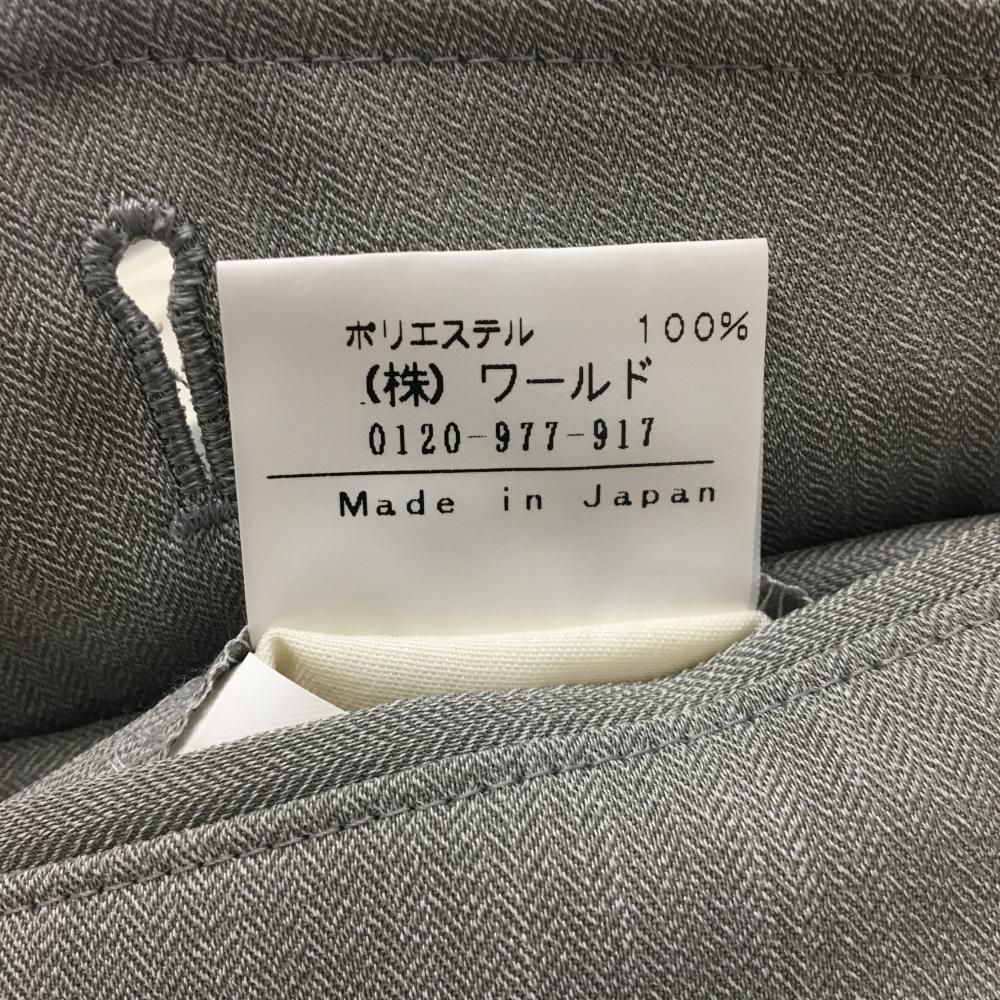 ポリエステル 100%
(株) ワールド
0120-977-917
Made in Japan